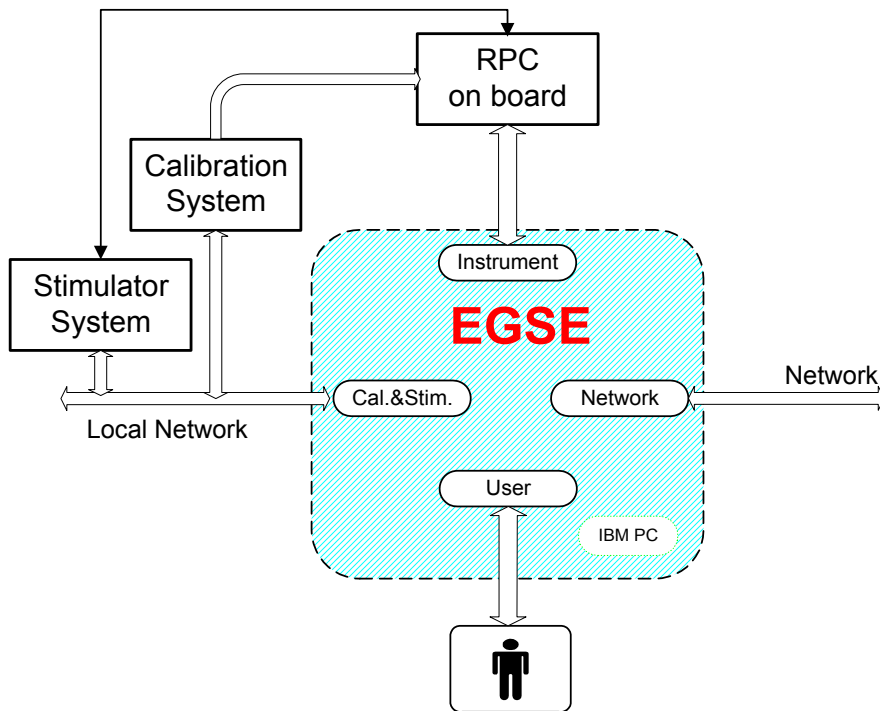 RPC
on board
Calibration
System
Stimulator
System
Instrument
EGSE
Cal.&Stim.
Network
Network
Local Network
User
IBM PC